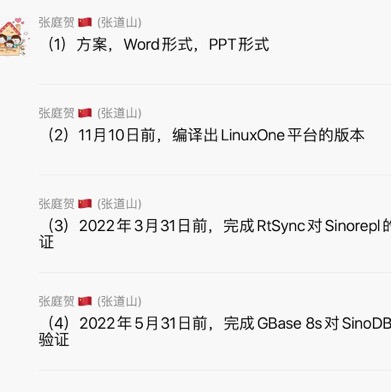 张庭贺🇨🇳 (张道山)
（1）方案，Word形式，PPT形式
张庭贺🇨🇳 (张道山)
（2）11月10日前，编译出LinuxOne平台的版本
张庭贺🇨🇳 (张道山)
（3）2022年3月31日前，完成RtSync对Sinorepl的
证
张庭贺🇨🇳 (张道山)
（4）2022年5月31日前，完成GBase 8s对SinoDB
验证